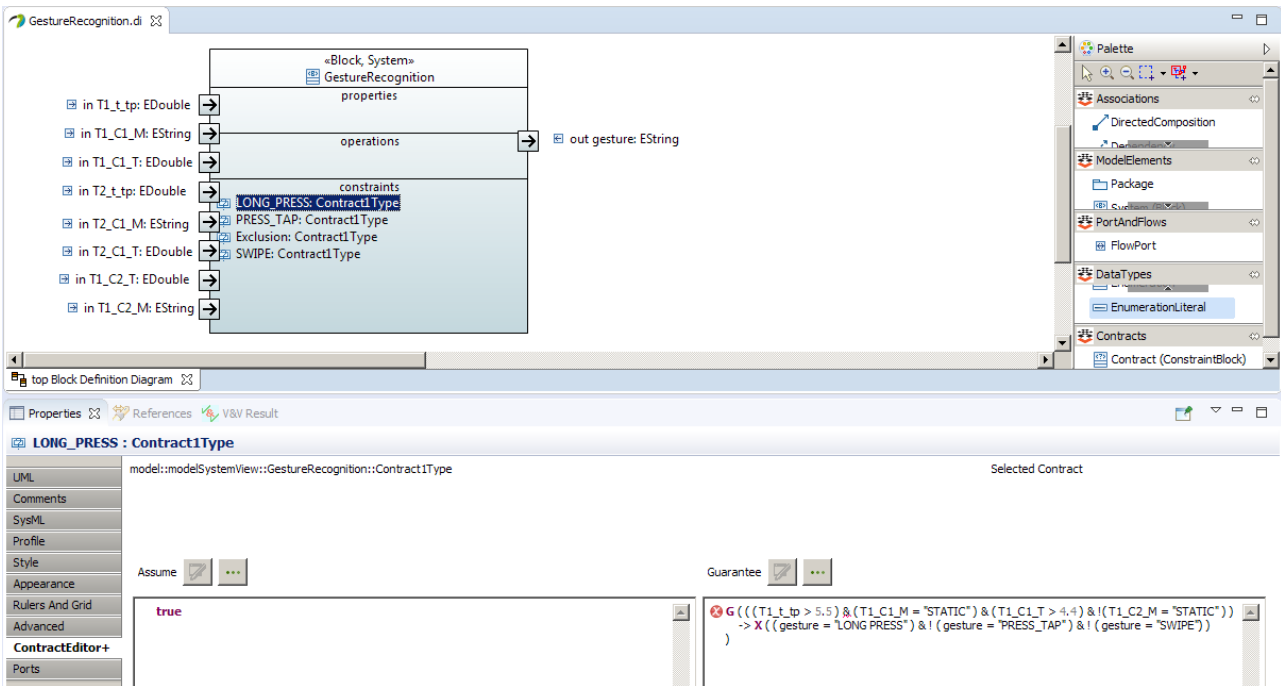 GestureRecognition.di
«Block, System»
GestureRecognition
properties
operations
constraints
LONG_PRESS: Contract1Type
PRESS_TAP: Contract1Type
Exclusion: Contract1Type
SWIPE: Contract1Type
in T1_t_tp: EDouble
in T1_C1_M: EString
in T1_C1_T: EDouble
in T2_t_tp: EDouble
in T2_C1_M: EString
in T2_C1_T: EDouble
in T1_C2_T: EDouble
in T1_C2_M: EString
out gesture: EString
Palette
Associations
DirectedComposition
ModelElements
Package
System (Block)
PortAndFlows
FlowPort
DataTypes
EnumerationLiteral
Contracts
Contract (ConstraintBlock)
top Block Definition Diagram
Properties References V&V Result
LONG_PRESS : Contract1Type
model::modelSystemView::GestureRecognition::Contract1Type
Selected Contract
UML
Comments
SysML
Profile
Style
Appearance
Rulers And Grid
Advanced
ContractEditor+
Ports
Assume ...
true
Guarantee ...
G ( ( (T1_t_tp > 5.5 ) & (T1_C1_M = "STATIC" ) & (T1_C1_T > 4.4 ) & !(T1_C2_M = "STATIC" ) )
-> X ( ( gesture = "LONG PRESS" ) & ! ( gesture = "PRESS_TAP" ) & ! ( gesture = "SWIPE" ) )
)